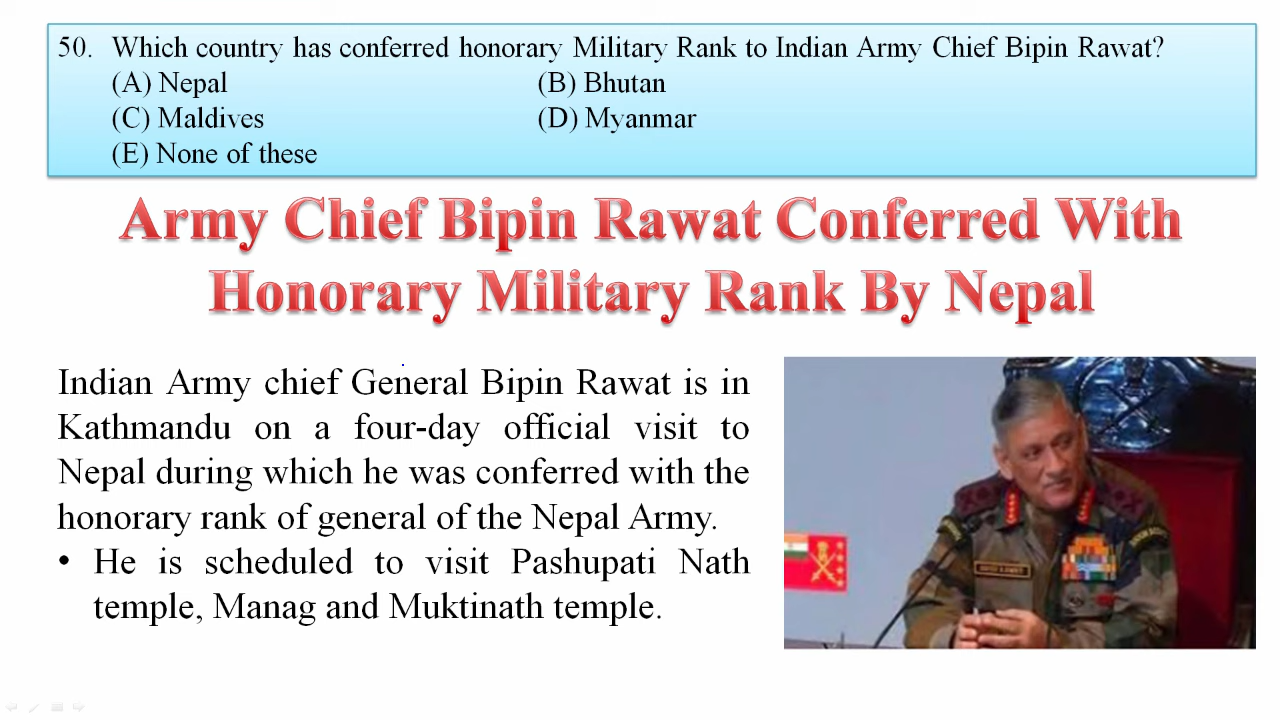 50. Which country has conferred honorary Military Rank to Indian Army Chief Bipin Rawat?
(A) Nepal (B) Bhutan
(C) Maldives (D) Myanmar
(E) None of these
Army Chief Bipin Rawat Conferred With
Honorary Military Rank By Nepal
Indian Army chief General Bipin Rawat is in
Kathmandu on a four-day official visit to
Nepal during which he was conferred with the
honorary rank of general of the Nepal Army.
• He is scheduled to visit Pashupati Nath
temple, Manag and Muktinath temple.